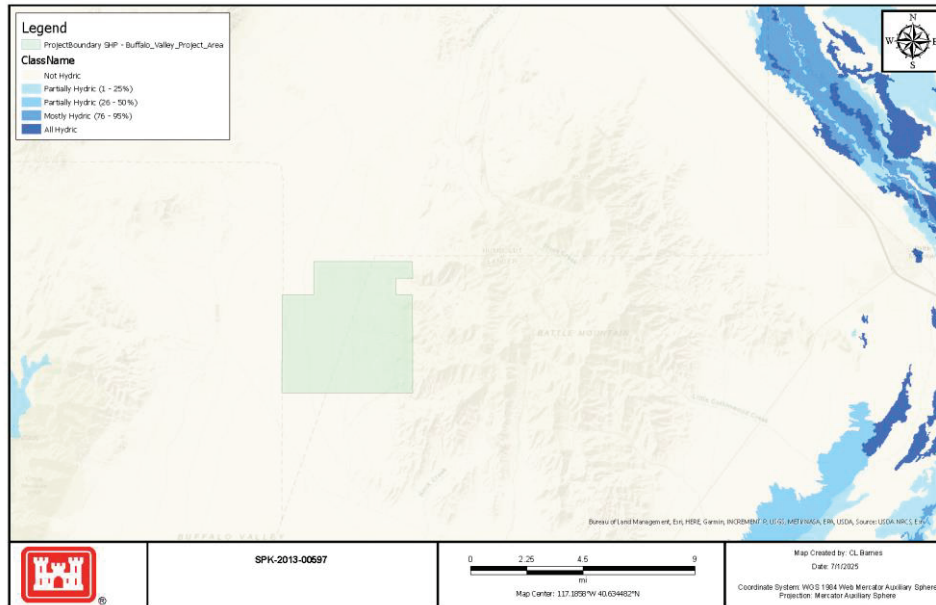 Legend
ProjectBoundary SHP - Buffalo_Valley_Project_Area
ClassName
Not Hydric
Partially Hydric (1 - 25%)
Partially Hydric (26 - 50%)
Mostly Hydric (76 - 95%)
All Hydric
N
W
E
S
BATTLE MOUNTAIN
BUFFALO VALLEY
Bureau of Land Management, Esri, HERE, Garmin, INCREMENT P, USGS, METI/NASA, EPA, USDA, Source: USDA NRCS, Esri
SPK-2013-00597
0 2.25 4.5 9
mi
Map Center: 117.1858°W 40.634482°N
Map Created by: CL Barnes
Date: 7/1/2025
Coordinate System: WGS 1984 Web Mercator Auxiliary Sphere
Projection: Mercator Auxiliary Sphere
®